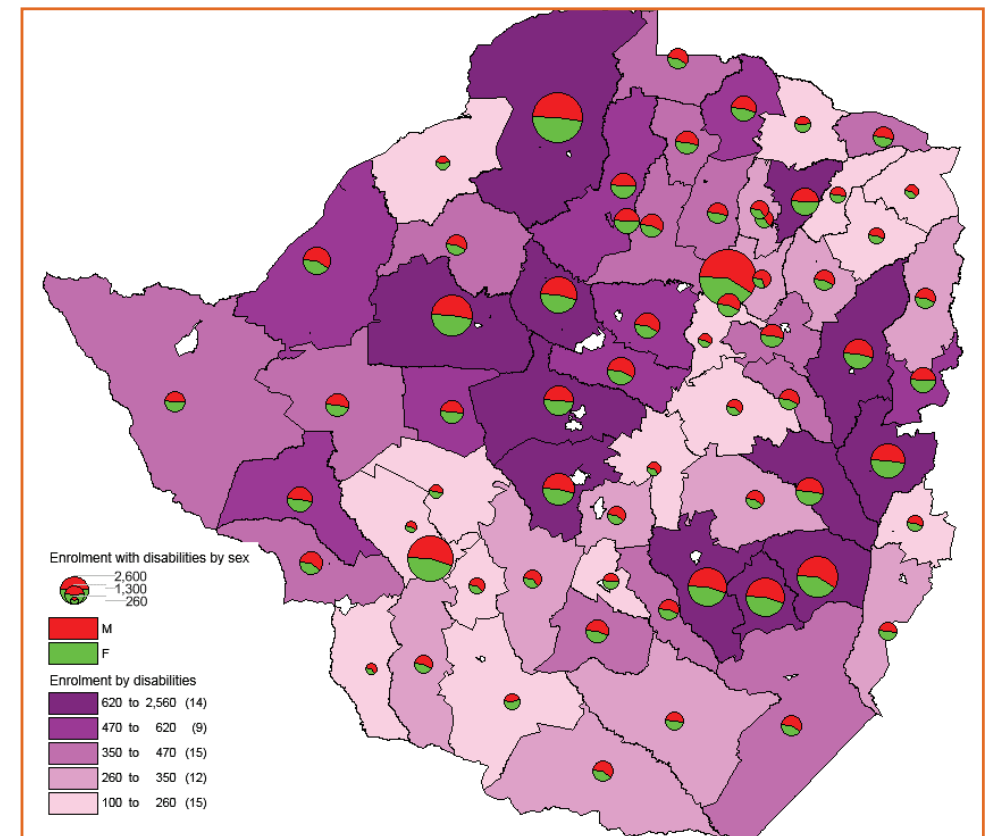 Enrolment with disabilities by sex
2,600
1,300
260
M
F
Enrolment by disabilities
620 to 2,560 (14)
470 to 620 (9)
350 to 470 (15)
260 to 350 (12)
100 to 260 (15)